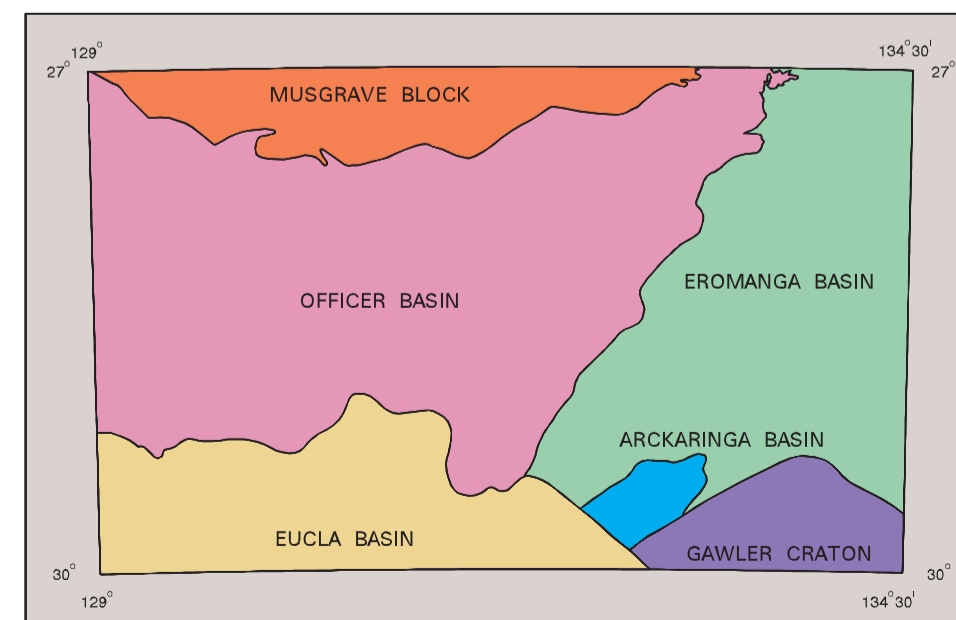 129°
134°30'
27°
27°
MUSGRAVE BLOCK
EROMANGA BASIN
OFFICER BASIN
ARCKARINGA BASIN
EUCLA BASIN
GAWLER CRATON
30°
30°
129°
134°30'